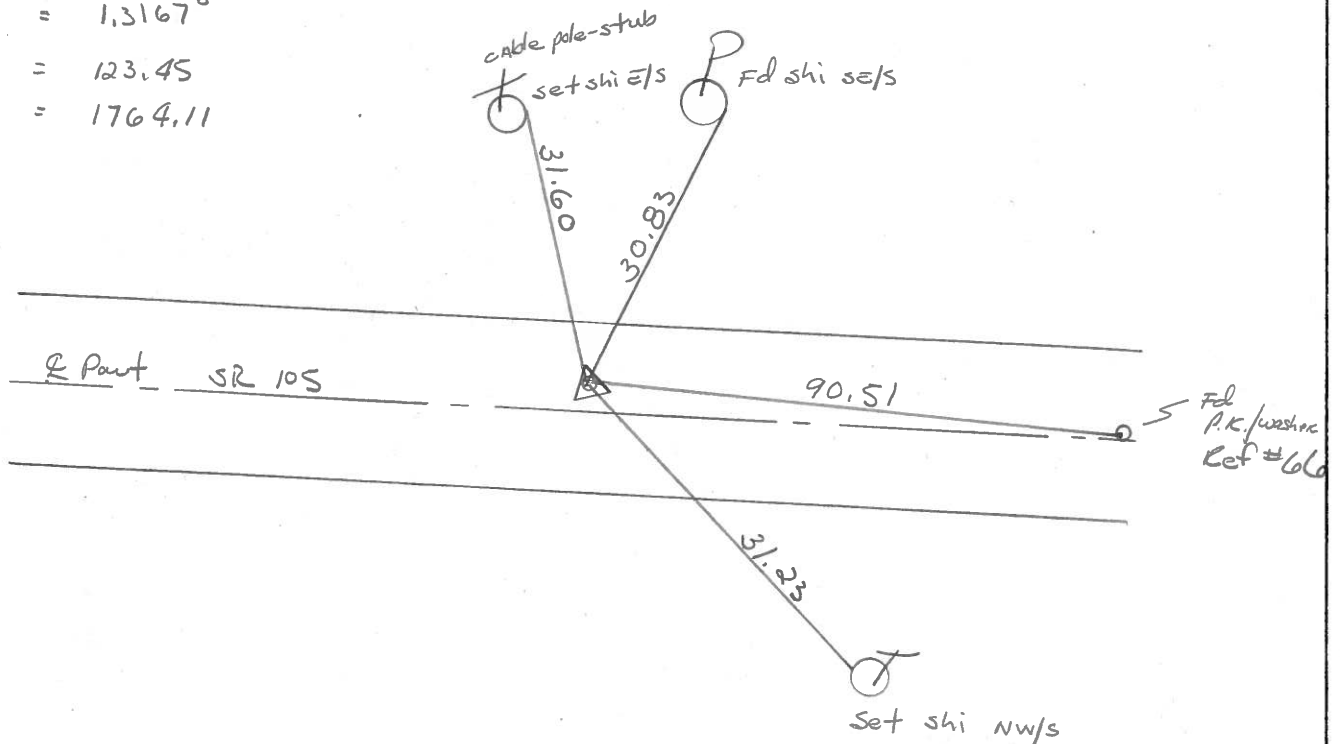 = 1.3167°
= 123.45
= 1764.11
cable pole-stub
set shi E/S
Fd shi SE/S
31.60
30.83
℄ Pavt SR 105
90.51
Fd
P.K./washer
Ref #66
31.23
Set shi NW/S